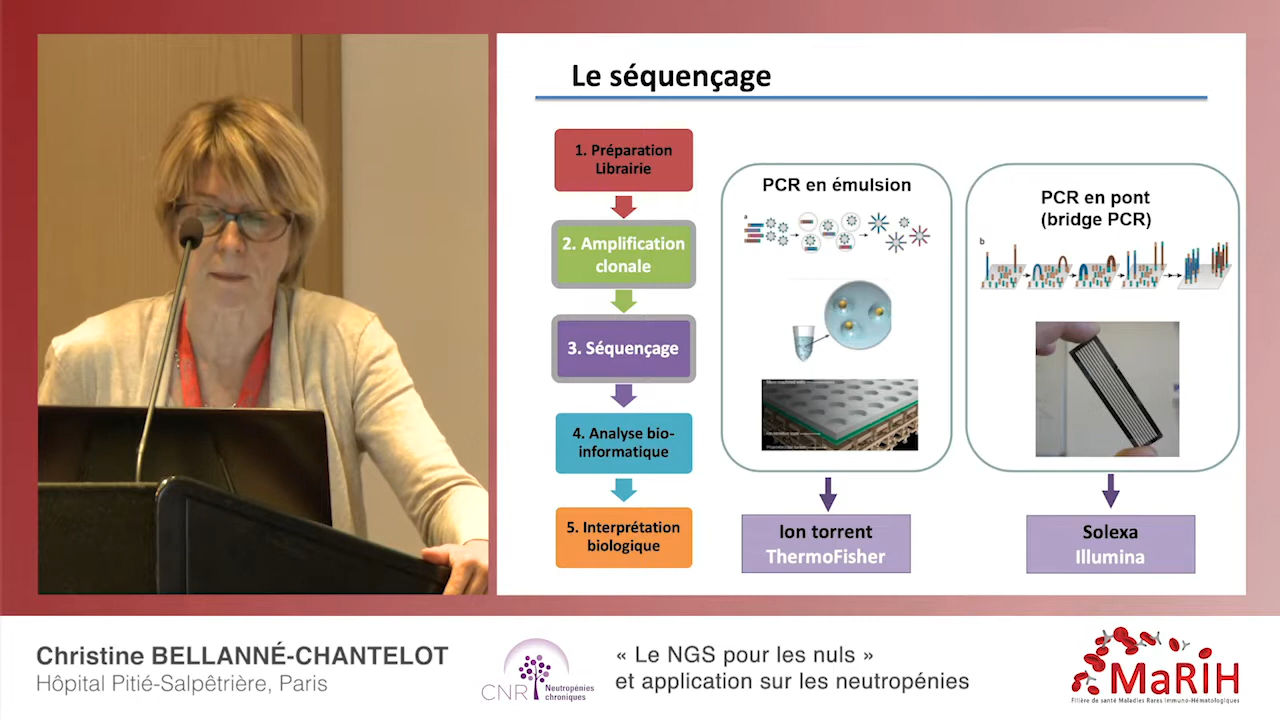 Le séquençage
1. Préparation
Librairie
2. Amplification
clonale
3. Séquençage
4. Analyse bio-
informatique
5. Interprétation
biologique
PCR en émulsion
a
Ion torrent
ThermoFisher
PCR en pont
(bridge PCR)
b
Solexa
Illumina
Christine BELLANNÉ-CHANTELOT
Hôpital Pitié-Salpêtrière, Paris
CNR Neutropénies
chroniques
« Le NGS pour les nuls »
et application sur les neutropénies
MaRIH
Filière de santé Maladies Rares Immuno-Hématologiques